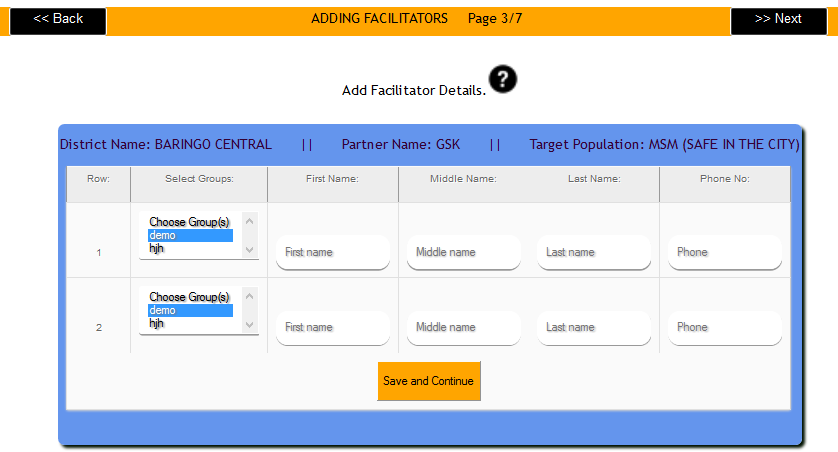 << Back ADDING FACILITATORS Page 3/7 >> Next
Add Facilitator Details. ?
District Name: BARINGO CENTRAL || Partner Name: GSK || Target Population: MSM (SAFE IN THE CITY)
Row: Select Groups: First Name: Middle Name: Last Name: Phone No:
Choose Group(s)
demo
hjh
1 First name Middle name Last name Phone
Choose Group(s)
demo
hjh
2 First name Middle name Last name Phone
Save and Continue